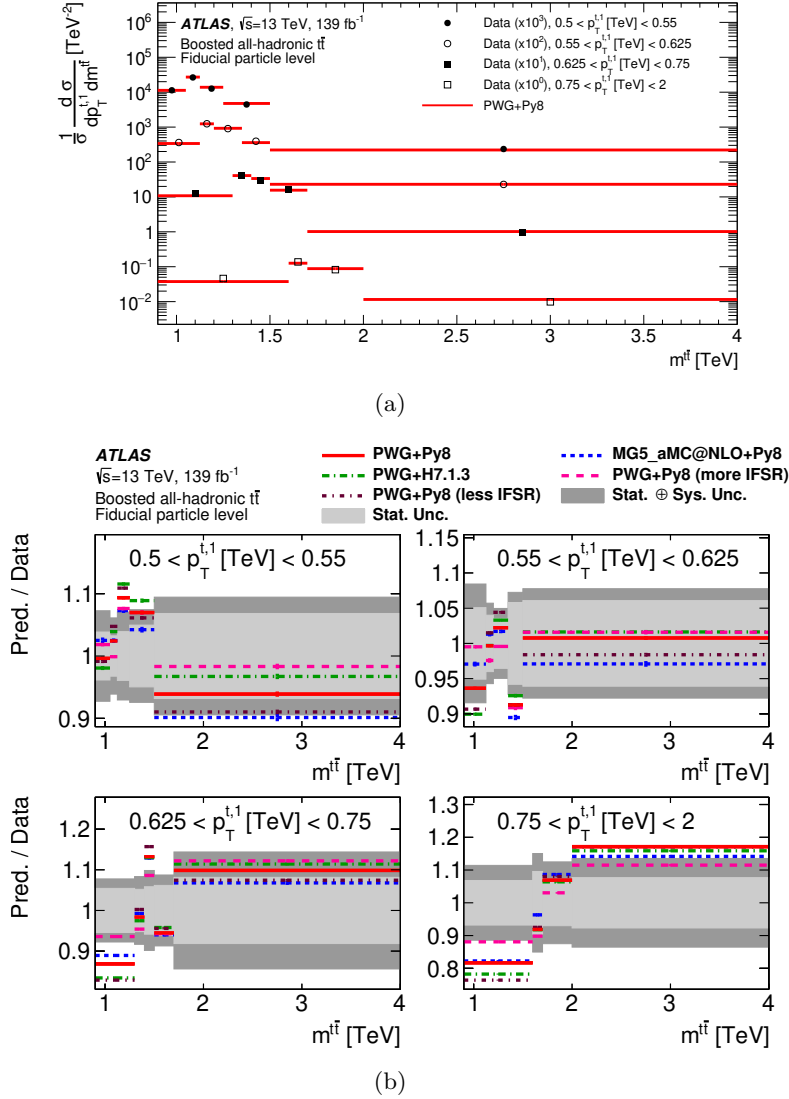 ATLAS, √s=13 TeV, 139 fb⁻¹
Boosted all-hadronic tt̄
Fiducial particle level
Data (x10³), 0.5 < p_T^{t,1} [TeV] < 0.55
Data (x10²), 0.55 < p_T^{t,1} [TeV] < 0.625
Data (x10¹), 0.625 < p_T^{t,1} [TeV] < 0.75
Data (x10⁰), 0.75 < p_T^{t,1} [TeV] < 2
PWG+Py8
1/σ d σ / dp_T^{t,1} dm^{tt̄} [TeV⁻²]
10⁶
10⁵
10⁴
10³
10²
10
1
10⁻¹
10⁻²
1 1.5 2 2.5 3 3.5 4
m^{tt̄} [TeV]
(a)
ATLAS
√s=13 TeV, 139 fb⁻¹
Boosted all-hadronic tt̄
Fiducial particle level
PWG+Py8
PWG+H7.1.3
PWG+Py8 (less IFSR)
Stat. Unc.
MG5_aMC@NLO+Py8
PWG+Py8 (more IFSR)
Stat. ⊕ Sys. Unc.
Pred. / Data
0.5 < p_T^{t,1} [TeV] < 0.55
1.1
1
0.9
1 2 3 4
m^{tt̄} [TeV]
0.55 < p_T^{t,1} [TeV] < 0.625
1.15
1.1
1.05
1
0.95
0.9
1 2 3 4
m^{tt̄} [TeV]
Pred. / Data
0.625 < p_T^{t,1} [TeV] < 0.75
1.2
1.1
1
0.9
1 2 3 4
m^{tt̄} [TeV]
0.75 < p_T^{t,1} [TeV] < 2
1.3
1.2
1.1
1
0.9
0.8
1 2 3 4
m^{tt̄} [TeV]
(b)